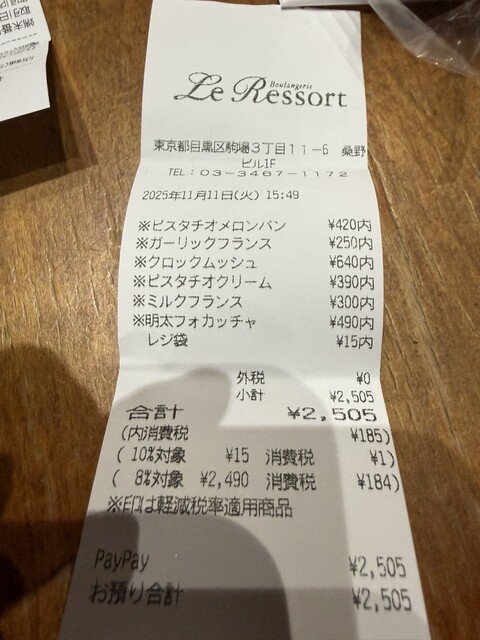 Boulangerie
Le Ressort
東京都目黒区駒場3丁目11-6 桑野
ビル1F
TEL:03-3467-1172
2025年11月11日(火) 15:49
※ピスタチオメロンパン ¥420内
※ガーリックフランス ¥250内
※クロックムッシュ ¥640内
※ピスタチオクリーム ¥390内
※ミルクフランス ¥300内
※明太フォカッチャ ¥490内
レジ袋 ¥15内
外税 ¥0
小計 ¥2,505
合計 ¥2,505
(内消費税 ¥185)
( 10%対象 ¥15 消費税 ¥1)
( 8%対象 ¥2,490 消費税 ¥184)
※印は軽減税率適用商品
PayPay ¥2,505
お預り合計 ¥2,505
端末番
取引日